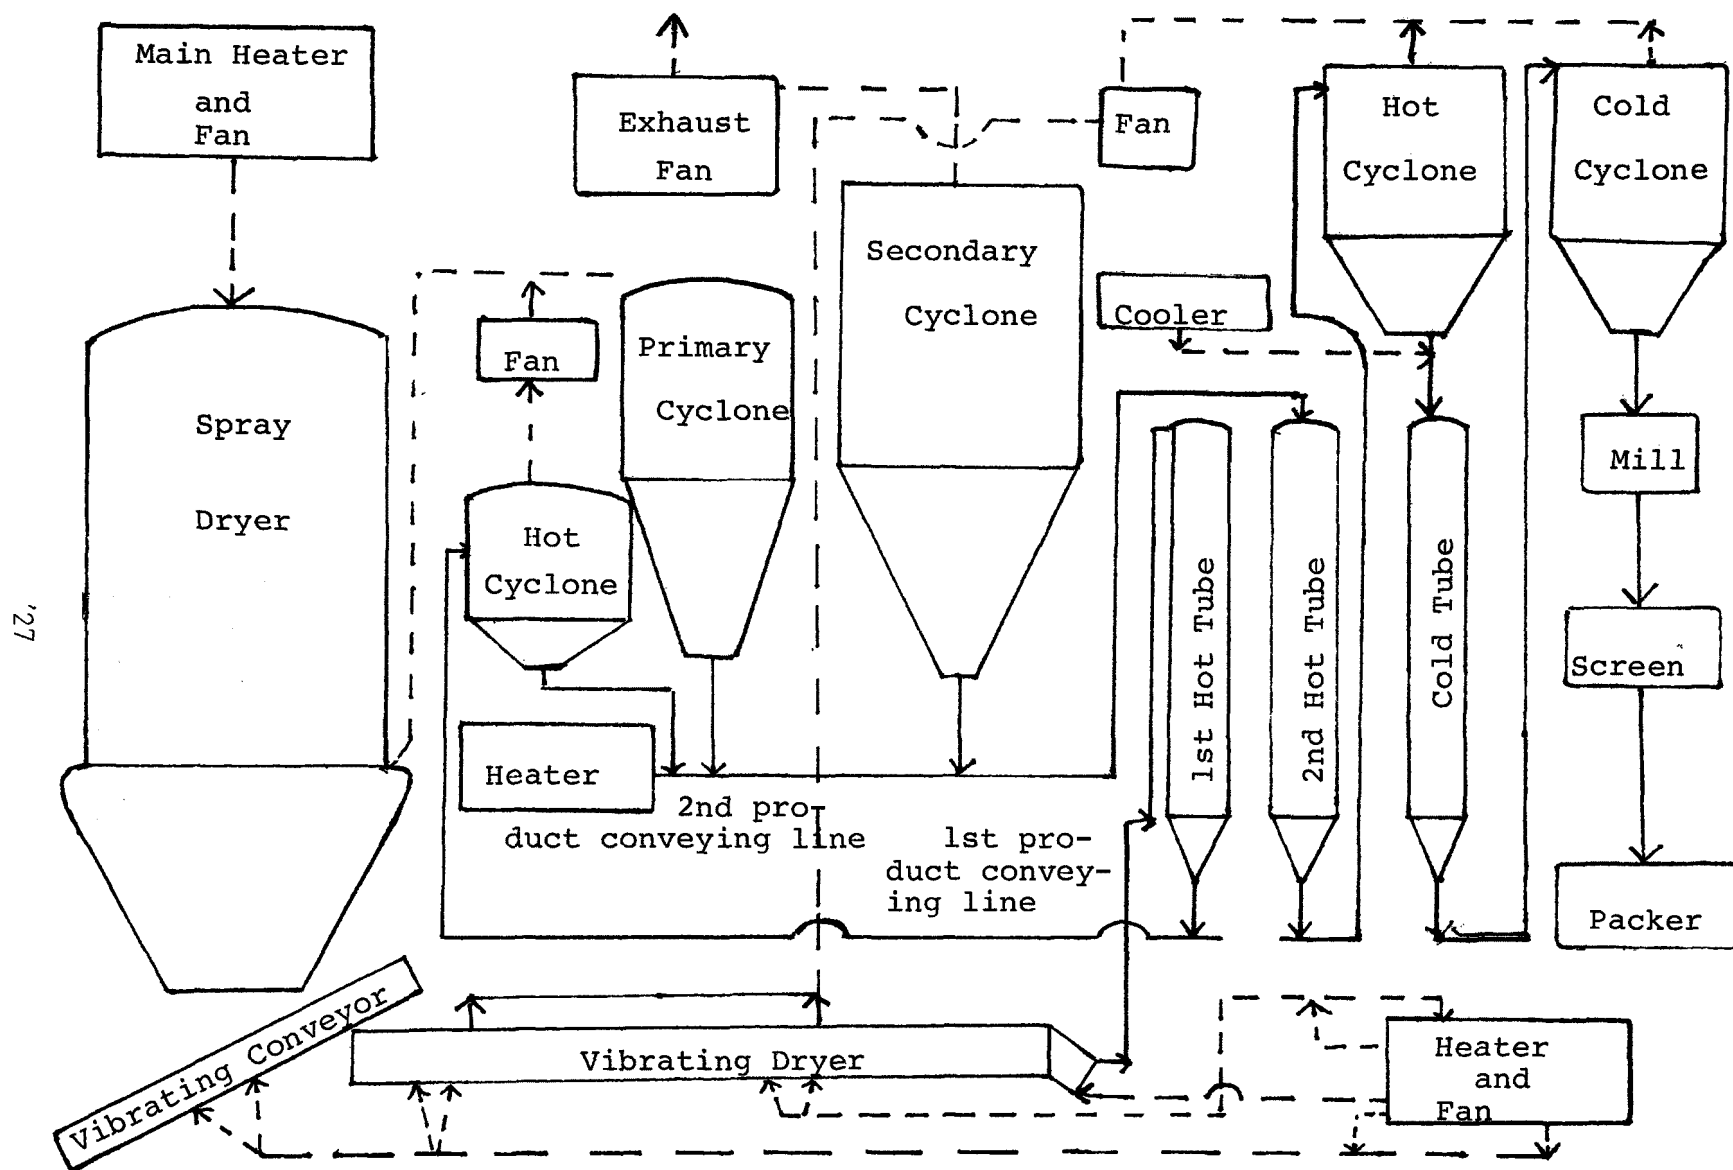 Main Heater
and
Fan
Exhaust
Fan
Fan
Hot
Cyclone
Cold
Cyclone
Secondary
Cyclone
Cooler
Fan
Primary
Cyclone
Spray
Dryer
Hot
Cyclone
Mill
1st Hot Tube
2nd Hot Tube
Cold Tube
Screen
'27
Heater
2nd pro-
duct conveying line
1st pro-
duct convey-
ing line
Packer
Vibrating Conveyor
Vibrating Dryer
Heater
and
Fan